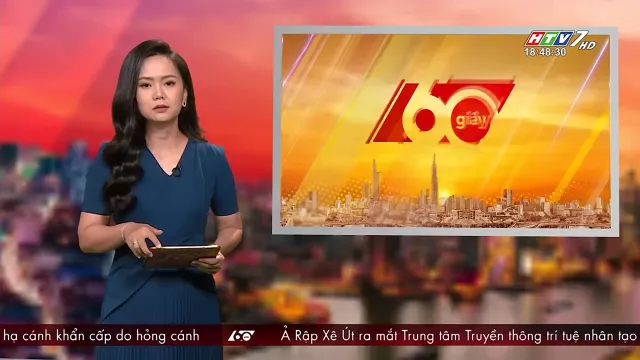 HTV7 HD
18:48:30
60 giây
hạ cánh khẩn cấp do hỏng cánh
60
Ả Rập Xê Út ra mắt Trung tâm Truyền thông trí tuệ nhân tạo